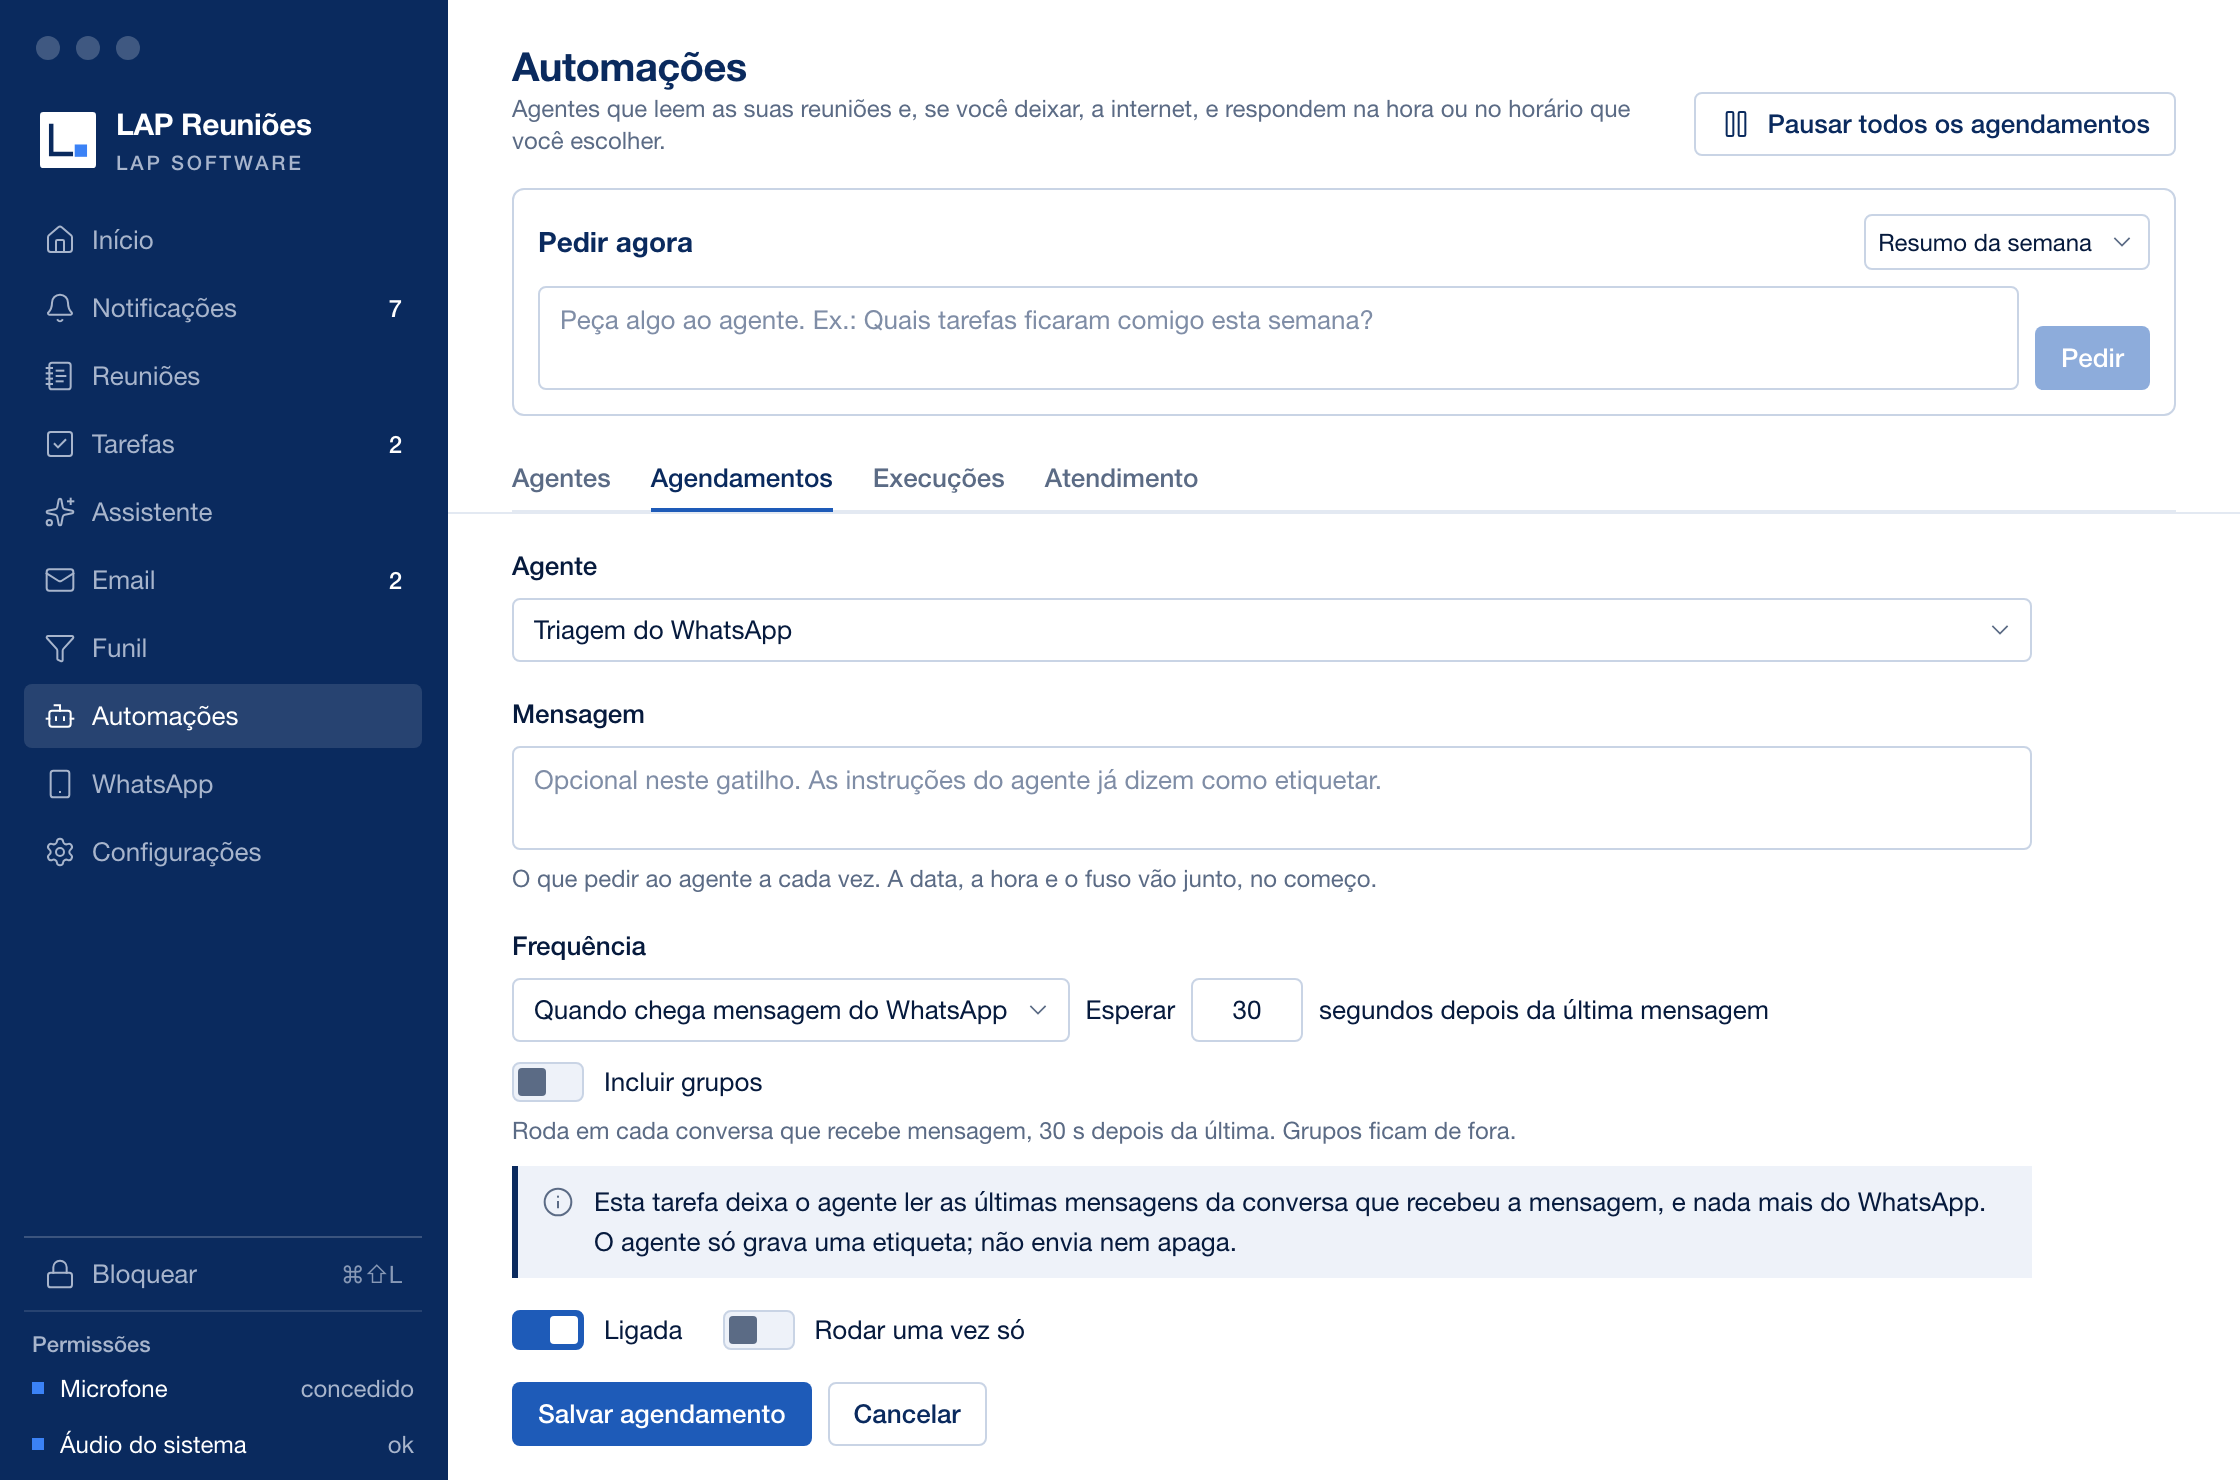 LAP Reuniões
LAP SOFTWARE
Início
Notificações 7
Reuniões
Tarefas 2
Assistente
Email 2
Funil
Automações
WhatsApp
Configurações
Bloquear ⌘⇧L
Permissões
Microfone concedido
Áudio do sistema ok
Automações
Agentes que leem as suas reuniões e, se você deixar, a internet, e respondem na hora ou no horário que
você escolher.
Pausar todos os agendamentos
Pedir agora
Resumo da semana
Peça algo ao agente. Ex.: Quais tarefas ficaram comigo esta semana?
Pedir
Agentes Agendamentos Execuções Atendimento
Agente
Triagem do WhatsApp
Mensagem
Opcional neste gatilho. As instruções do agente já dizem como etiquetar.
O que pedir ao agente a cada vez. A data, a hora e o fuso vão junto, no começo.
Frequência
Quando chega mensagem do WhatsApp Esperar 30 segundos depois da última mensagem
Incluir grupos
Roda em cada conversa que recebe mensagem, 30 s depois da última. Grupos ficam de fora.
Esta tarefa deixa o agente ler as últimas mensagens da conversa que recebeu a mensagem, e nada mais do WhatsApp.
O agente só grava uma etiqueta; não envia nem apaga.
Ligada Rodar uma vez só
Salvar agendamento Cancelar